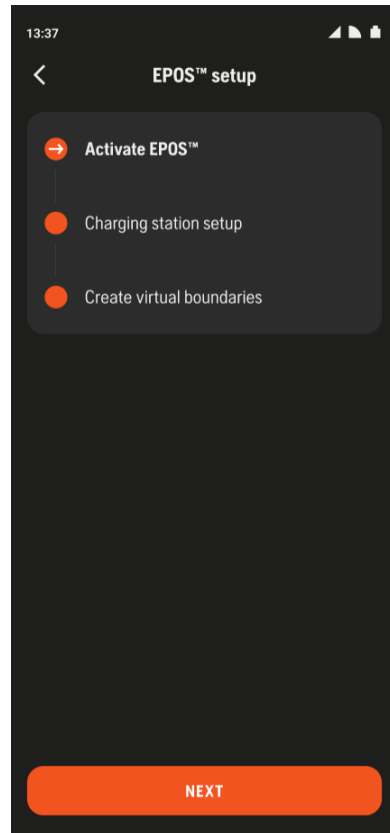 13:37
EPOS™ setup
Activate EPOS™
Charging station setup
Create virtual boundaries
NEXT